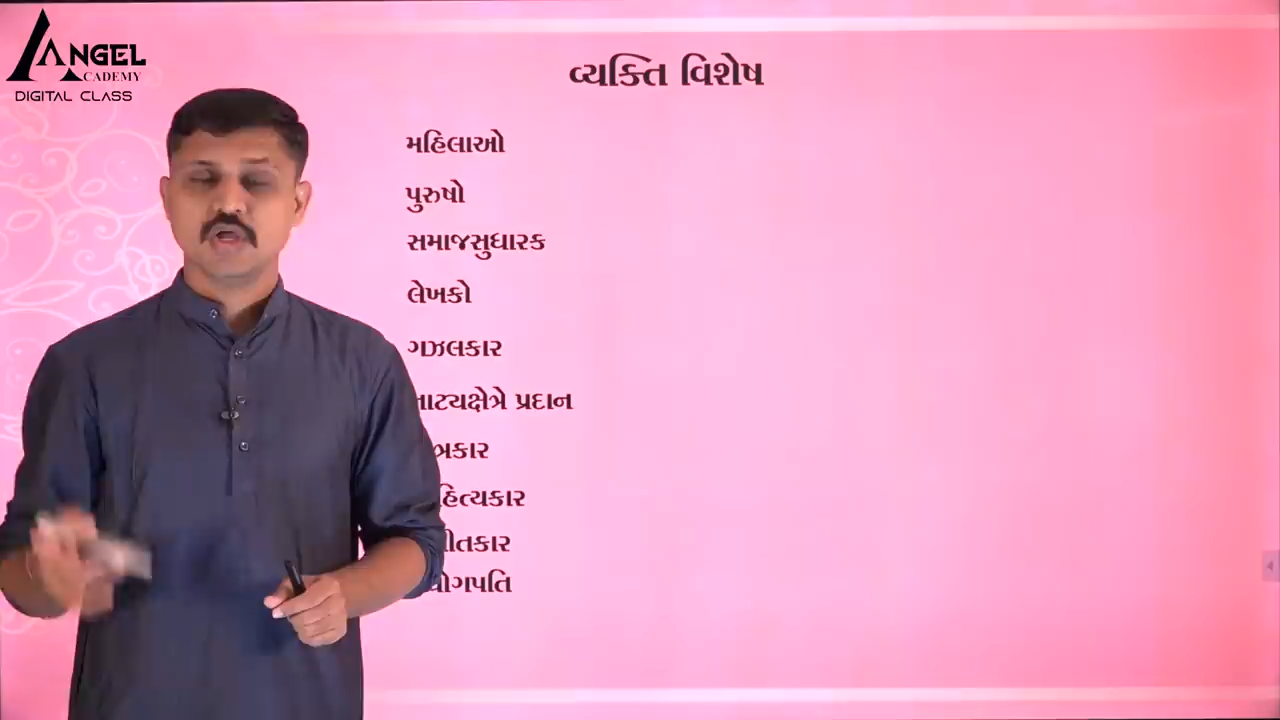 ANGEL
ACADEMY
DIGITAL CLASS
વ્યક્તિ વિશેષ
મહિલાઓ
પુરુષો
સમાજસુધારક
લેખકો
ગઝલકાર
પ્રદાન